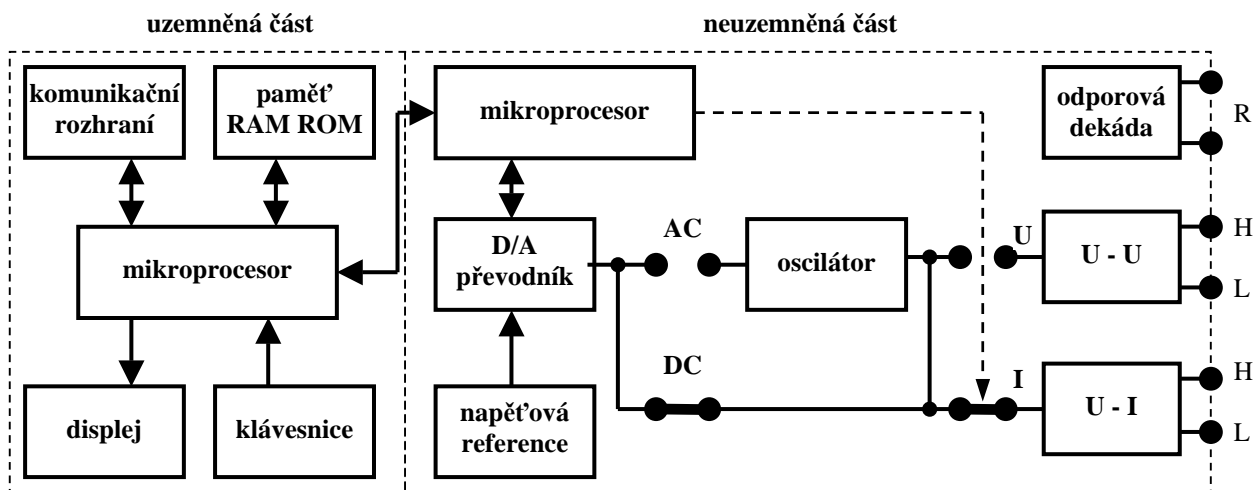 uzemněná část
neuzemněná část
komunikační
rozhraní
paměť
RAM ROM
mikroprocesor
displej
klávesnice
mikroprocesor
D/A
převodník
napěťová
reference
AC
oscilátor
DC
U
I
odporová
dekáda
R
U - U
H
L
U - I
H
L